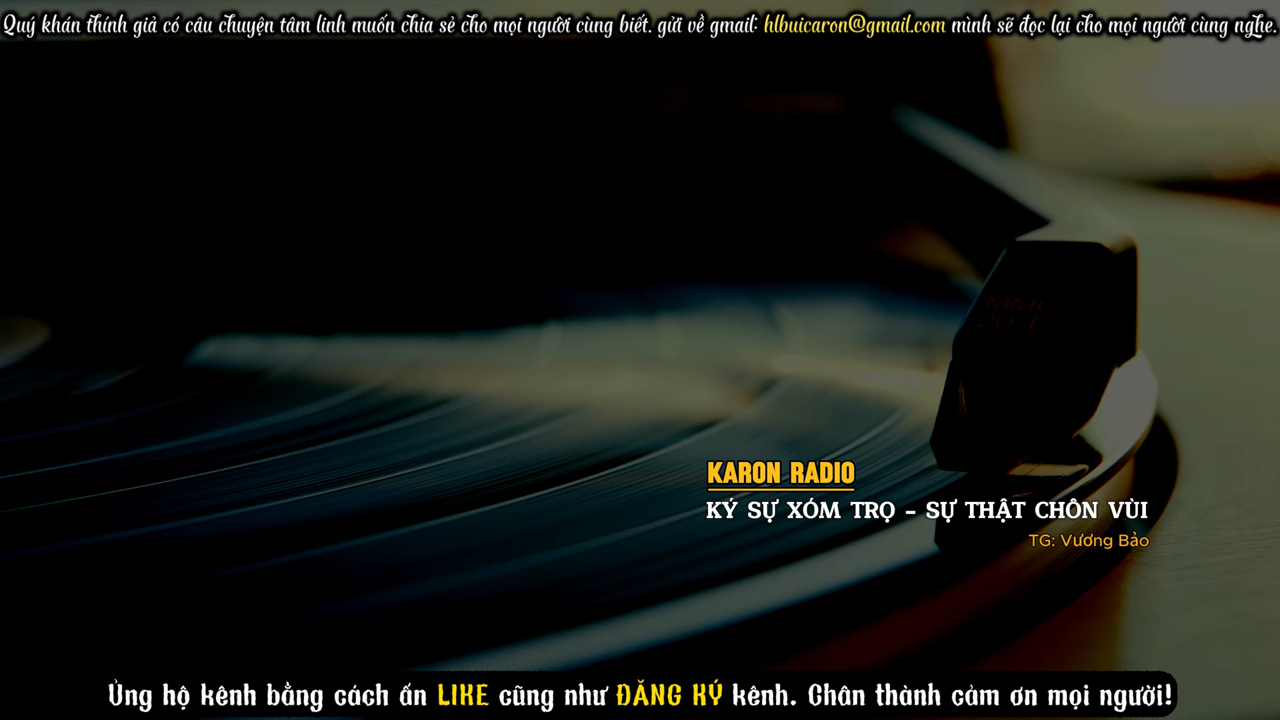 Quý khán thính giả có câu chuyện tâm linh muốn chia sẻ cho mọi người cùng biết. gửi về gmail: hlbuicaron@gmail.com mình sẽ đọc lại cho mọi người cùng nghe.
KARON RADIO
KÝ SỰ XÓM TRỌ - SỰ THẬT CHÔN VÙI
TG: Vương Bảo
Ủng hộ kênh bằng cách ấn LIKE cũng như ĐĂNG KÝ kênh. Chân thành cảm ơn mọi người!